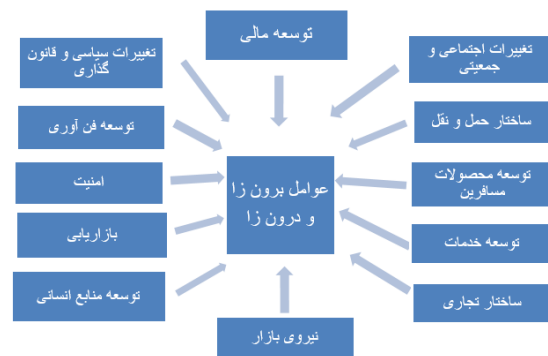 توسعه مالی
تغییرات اجتماعی و
جمعیتی
ساختار حمل و نقل
توسعه محصولات
مسافرین
توسعه خدمات
ساختار تجاری
نیروی بازار
تغییرات سیاسی و قانون
گذاری
توسعه فن آوری
امنیت
بازاریابی
توسعه منابع انسانی
عوامل برون زا
و درون زا